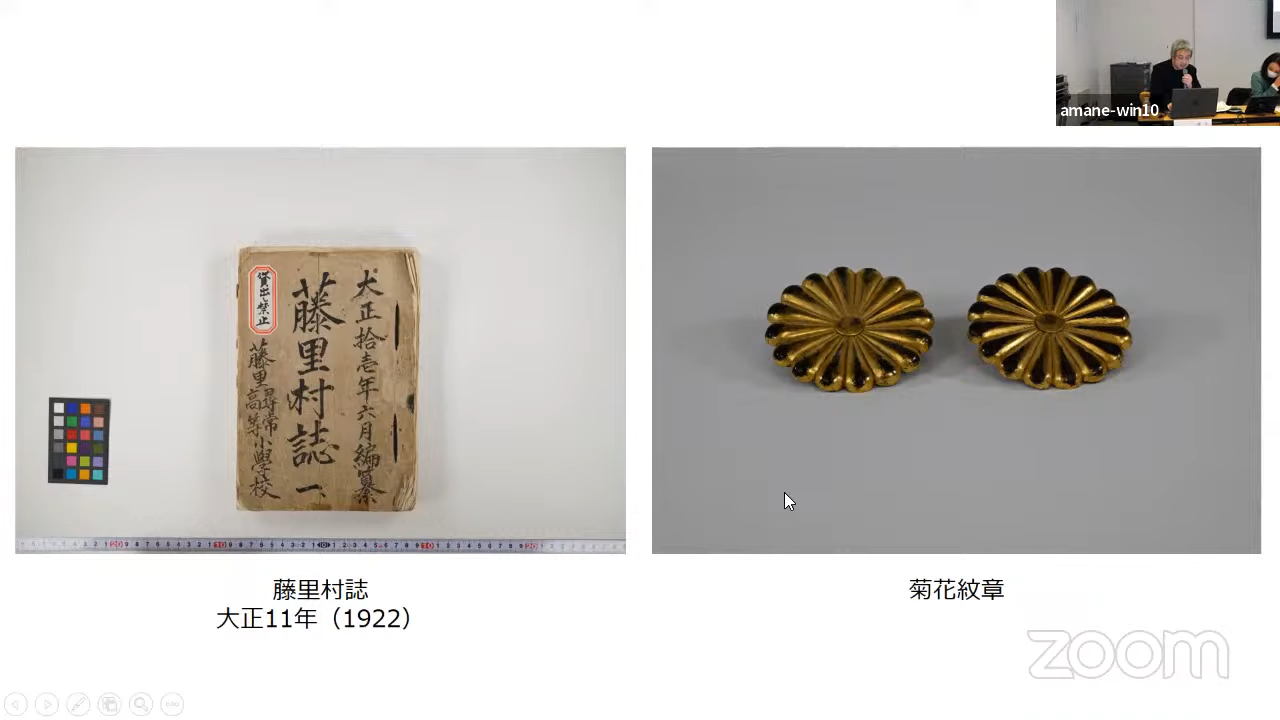 amane-win10
貸出禁止
大正拾壱年六月編纂
藤里村誌 一
藤里尋常
高等小學校
藤里村誌
大正11年（1922）
菊花紋章
zoom